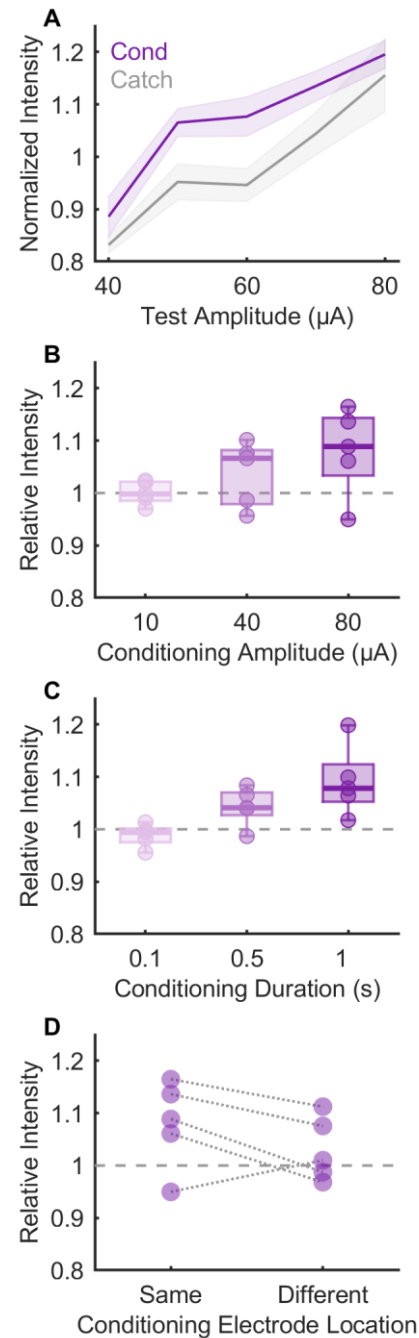 A
Cond
Catch
Normalized Intensity
1.2
1.1
1
0.9
0.8
40
60
80
Test Amplitude (µA)
B
Relative Intensity
1.2
1.1
1
0.9
0.8
10
40
80
Conditioning Amplitude (µA)
C
Relative Intensity
1.2
1.1
1
0.9
0.8
0.1
0.5
1
Conditioning Duration (s)
D
Relative Intensity
1.2
1.1
1
0.9
0.8
Same
Different
Conditioning Electrode Location